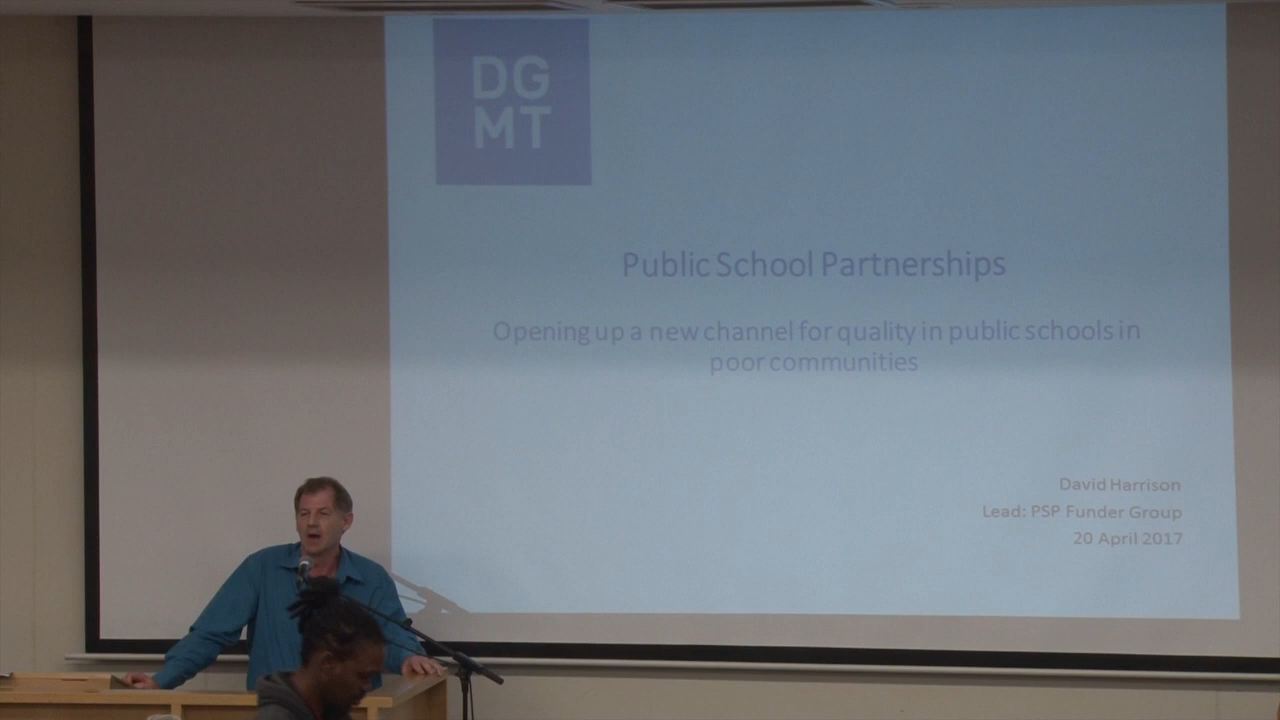 DG
MT
Public School Partnerships
Opening up a new channel for quality in public schools in
poor communities
David Harrison
Lead: PSP Funder Group
20 April 2017